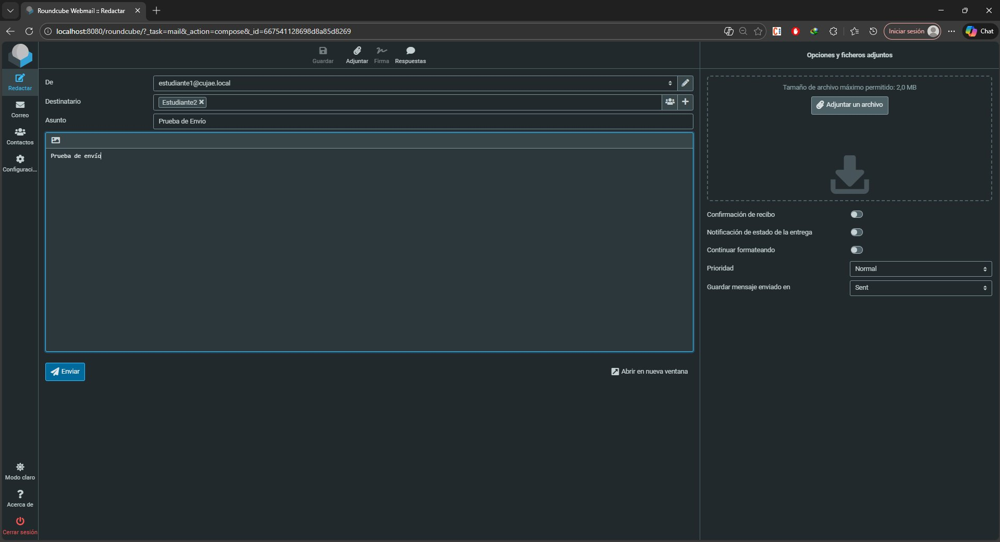 Roundcube Webmail :: Redactar
localhost:8080/roundcube/?_task=mail&_action=compose&_id=667541128698d8a85d8269
Iniciar sesión
Chat
Redactar
Correo
Contactos
Configuraci...
Modo claro
Acerca de
Cerrar sesión
Guardar
Adjuntar
Firma
Respuestas
De
estudiante1@cujae.local
Destinatario
Estudiante2
Asunto
Prueba de Envío
Prueba de envío
Enviar
Abrir en nueva ventana
Opciones y ficheros adjuntos
Tamaño de archivo máximo permitido: 2,0 MB
Adjuntar un archivo
Confirmación de recibo
Notificación de estado de la entrega
Continuar formateando
Prioridad
Normal
Guardar mensaje enviado en
Sent